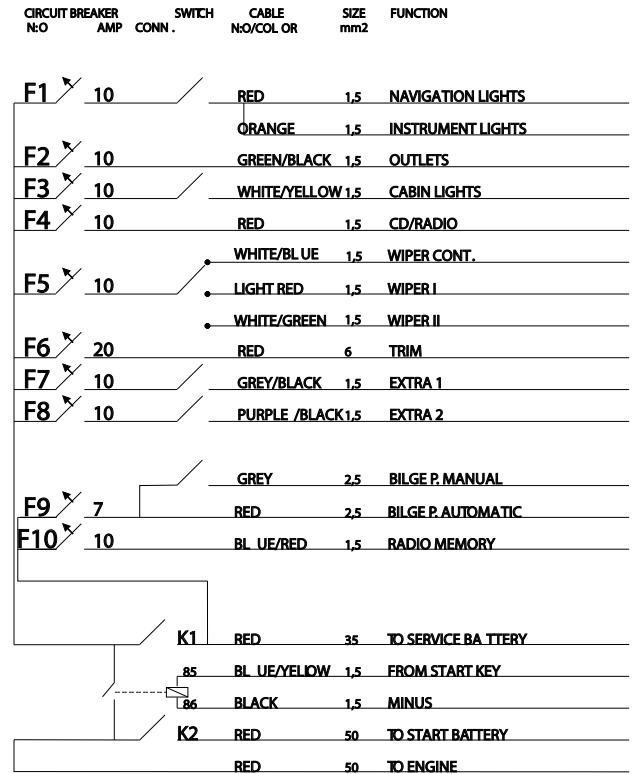 CIRCUIT BREAKER SWITCH CABLE SIZE FUNCTION
N:O AMP CONN . N:O/COL OR mm2
F1 10 RED 1,5 NAVIGATION LIGHTS
ORANGE 1,5 INSTRUMENT LIGHTS
F2 10 GREEN/BLACK 1,5 OUTLETS
F3 10 WHITE/YELLOW 1,5 CABIN LIGHTS
F4 10 RED 1,5 CD/RADIO
WHITE/BL UE 1,5 WIPER CONT.
F5 10 LIGHT RED 1,5 WIPER I
WHITE/GREEN 1,5 WIPER II
F6 20 RED 6 TRIM
F7 10 GREY/BLACK 1,5 EXTRA 1
F8 10 PURPLE /BLACK 1,5 EXTRA 2
GREY 2,5 BILGE P. MANUAL
F9 7 RED 2,5 BILGE P. AUTOMATIC
F10 10 BL UE/RED 1,5 RADIO MEMORY
K1 RED 35 TO SERVICE BA TTERY
85 BL UE/YELLOW 1,5 FROM START KEY
86 BLACK 1,5 MINUS
K2 RED 50 TO START BATTERY
RED 50 TO ENGINE